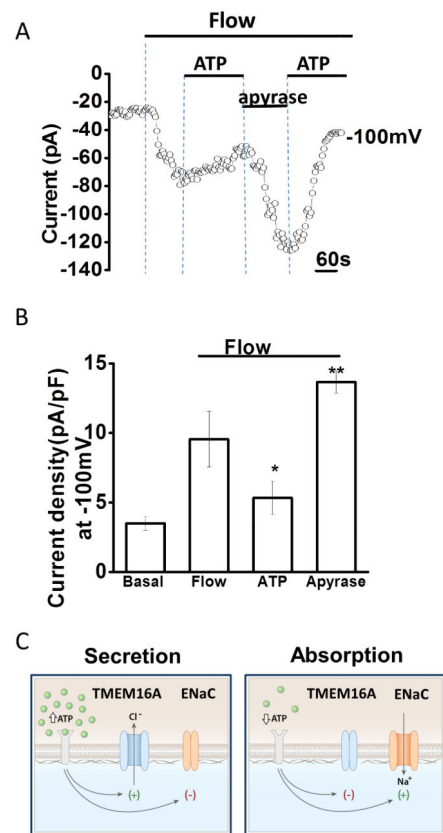 A
Flow
ATP
ATP
apyrase
0
-20
-40
-60
-80
-100
-120
-140
Current (pA)
-100mV
60s
B
Flow
15
10
5
0
Current density(pA/pF)
at -100mV
*
**
Basal
Flow
ATP
Apyrase
C
Secretion
Absorption
TMEM16A
ENaC
ATP
Cl-
(+)
(-)
TMEM16A
ENaC
ATP
Na+
(-)
(+)